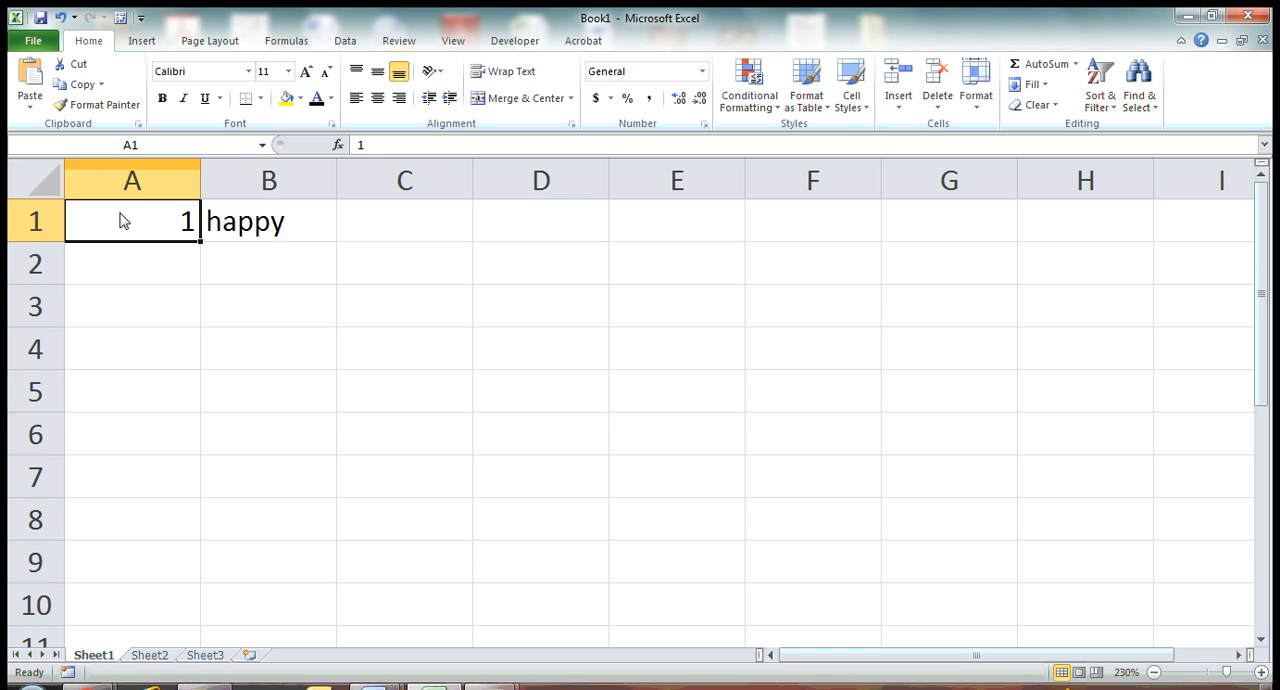 Book1 - Microsoft Excel
File Home Insert Page Layout Formulas Data Review View Developer Acrobat
Paste Cut Copy Format Painter
Calibri 11 A A
B I U A
Wrap Text
Merge & Center
General
$ % , .00 .00
Conditional Formatting Format as Table Cell Styles
Insert Delete Format
Σ AutoSum Fill Clear
Sort & Filter Find & Select
Clipboard Font Alignment Number Styles Cells Editing
A1 fx 1
A B C D E F G H I
1 1 happy
2
3
4
5
6
7
8
9
10
11
Sheet1 Sheet2 Sheet3
Ready 230%